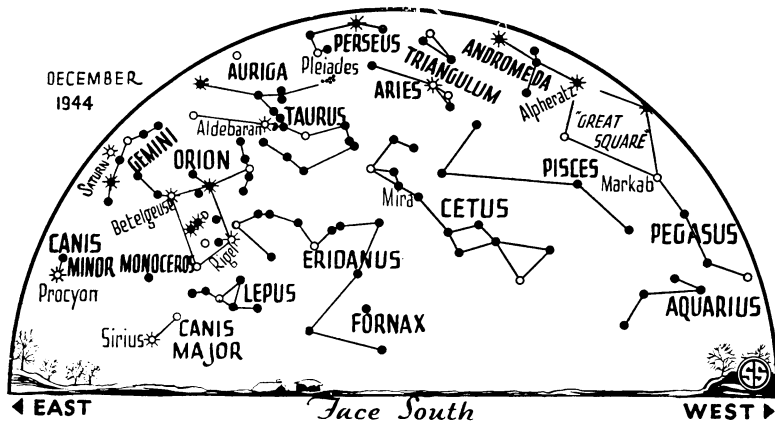 DECEMBER
1944
PERSEUS
Pleiades
AURIGA
TRIANGULUM
ANDROMEDA
ARIES
Alpheratz
TAURUS
Aldebaran
"GREAT
SQUARE"
GEMINI
SATURN
ORION
PISCES
Markab
Mira
Betelgeuse
CETUS
PEGASUS
CANIS
MINOR
MONOCEROS
Rigel
ERIDANUS
Procyon
LEPUS
AQUARIUS
FORNAX
Sirius
CANIS
MAJOR
SS
EAST
Face South
WEST